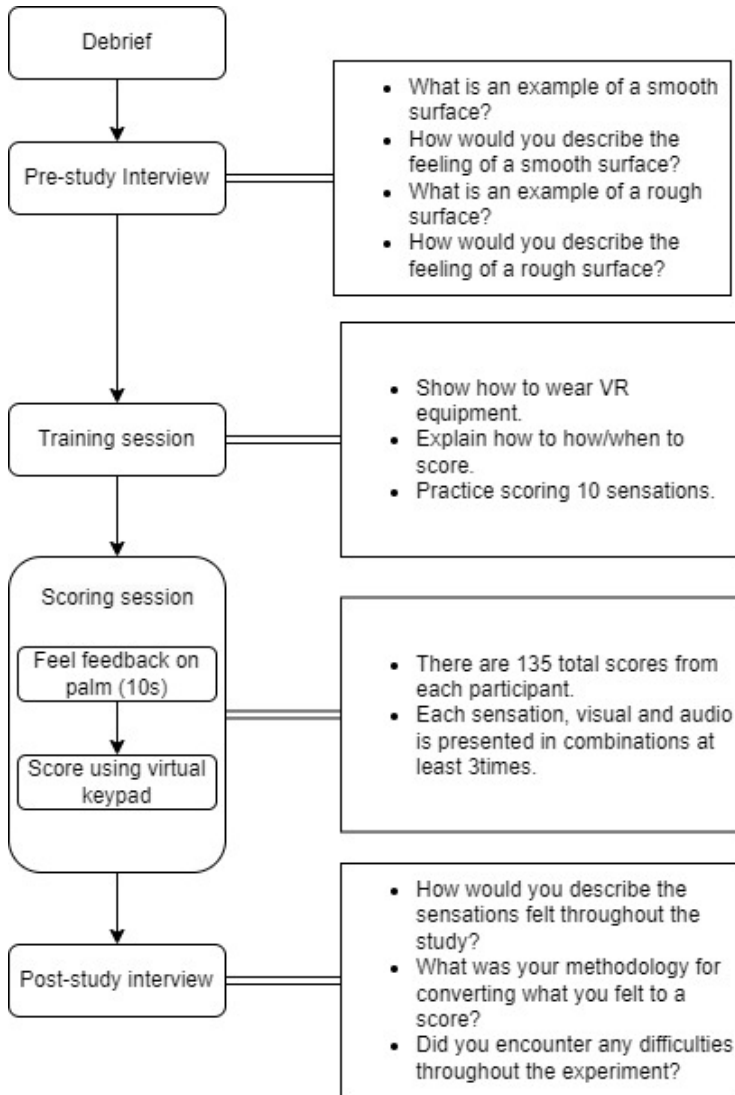 Debrief
Pre-study Interview
• What is an example of a smooth
surface?
• How would you describe the
feeling of a smooth surface?
• What is an example of a rough
surface?
• How would you describe the
feeling of a rough surface?
Training session
• Show how to wear VR
equipment.
• Explain how to how/when to
score.
• Practice scoring 10 sensations.
Scoring session
Feel feedback on
palm (10s)
Score using virtual
keypad
• There are 135 total scores from
each participant.
• Each sensation, visual and audio
is presented in combinations at
least 3times.
Post-study interview
• How would you describe the
sensations felt throughout the
study?
• What was your methodology for
converting what you felt to a
score?
• Did you encounter any difficulties
throughout the experiment?